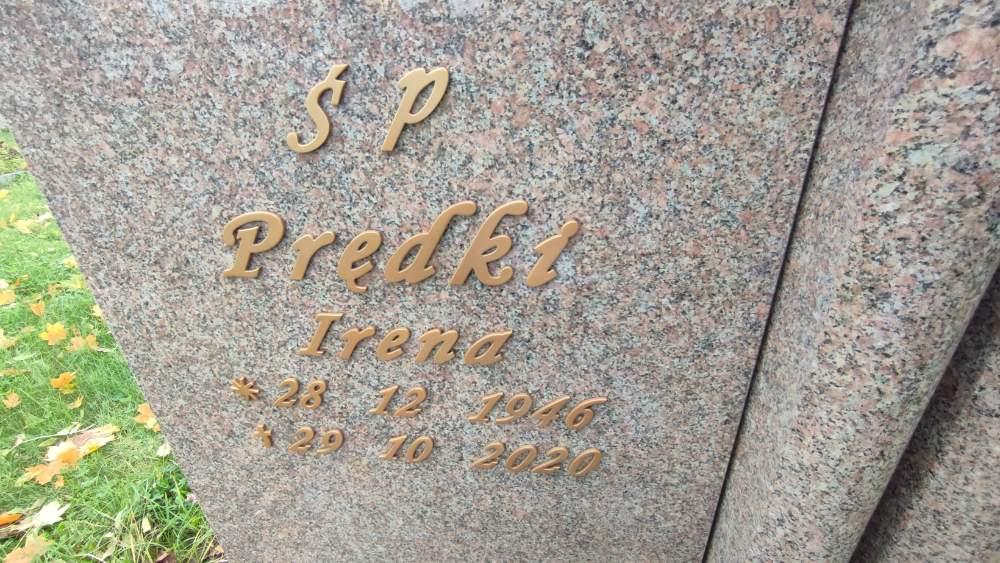 Ś P
Prędki
Irena
* 28 12 1946
+ 29 10 2020